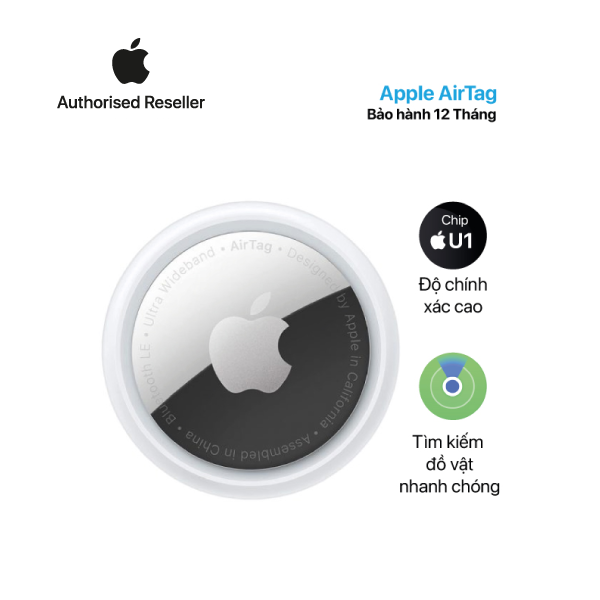 Authorised Reseller
Apple AirTag
Bảo hành 12 Tháng
Chip
U1
Độ chính
xác cao
Tìm kiếm
đồ vật
nhanh chóng
Bluetooth LE • Ultra Wideband • AirTag • Designed by Apple in California • Assembled in China •